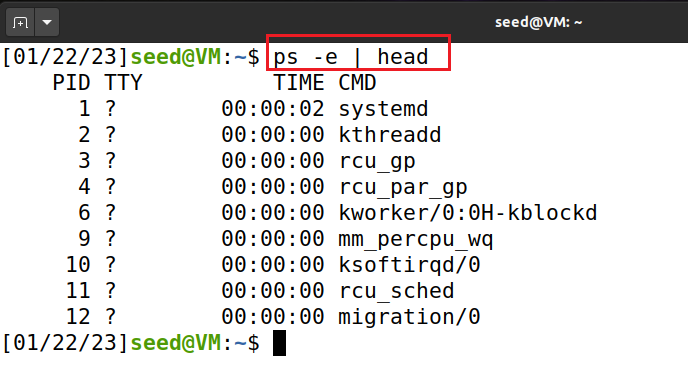 seed@VM: ~
[01/22/23]seed@VM:~$ ps -e | head
    PID TTY          TIME CMD
      1 ?        00:00:02 systemd
      2 ?        00:00:00 kthreadd
      3 ?        00:00:00 rcu_gp
      4 ?        00:00:00 rcu_par_gp
      6 ?        00:00:00 kworker/0:0H-kblockd
      9 ?        00:00:00 mm_percpu_wq
     10 ?        00:00:00 ksoftirqd/0
     11 ?        00:00:00 rcu_sched
     12 ?        00:00:00 migration/0
[01/22/23]seed@VM:~$